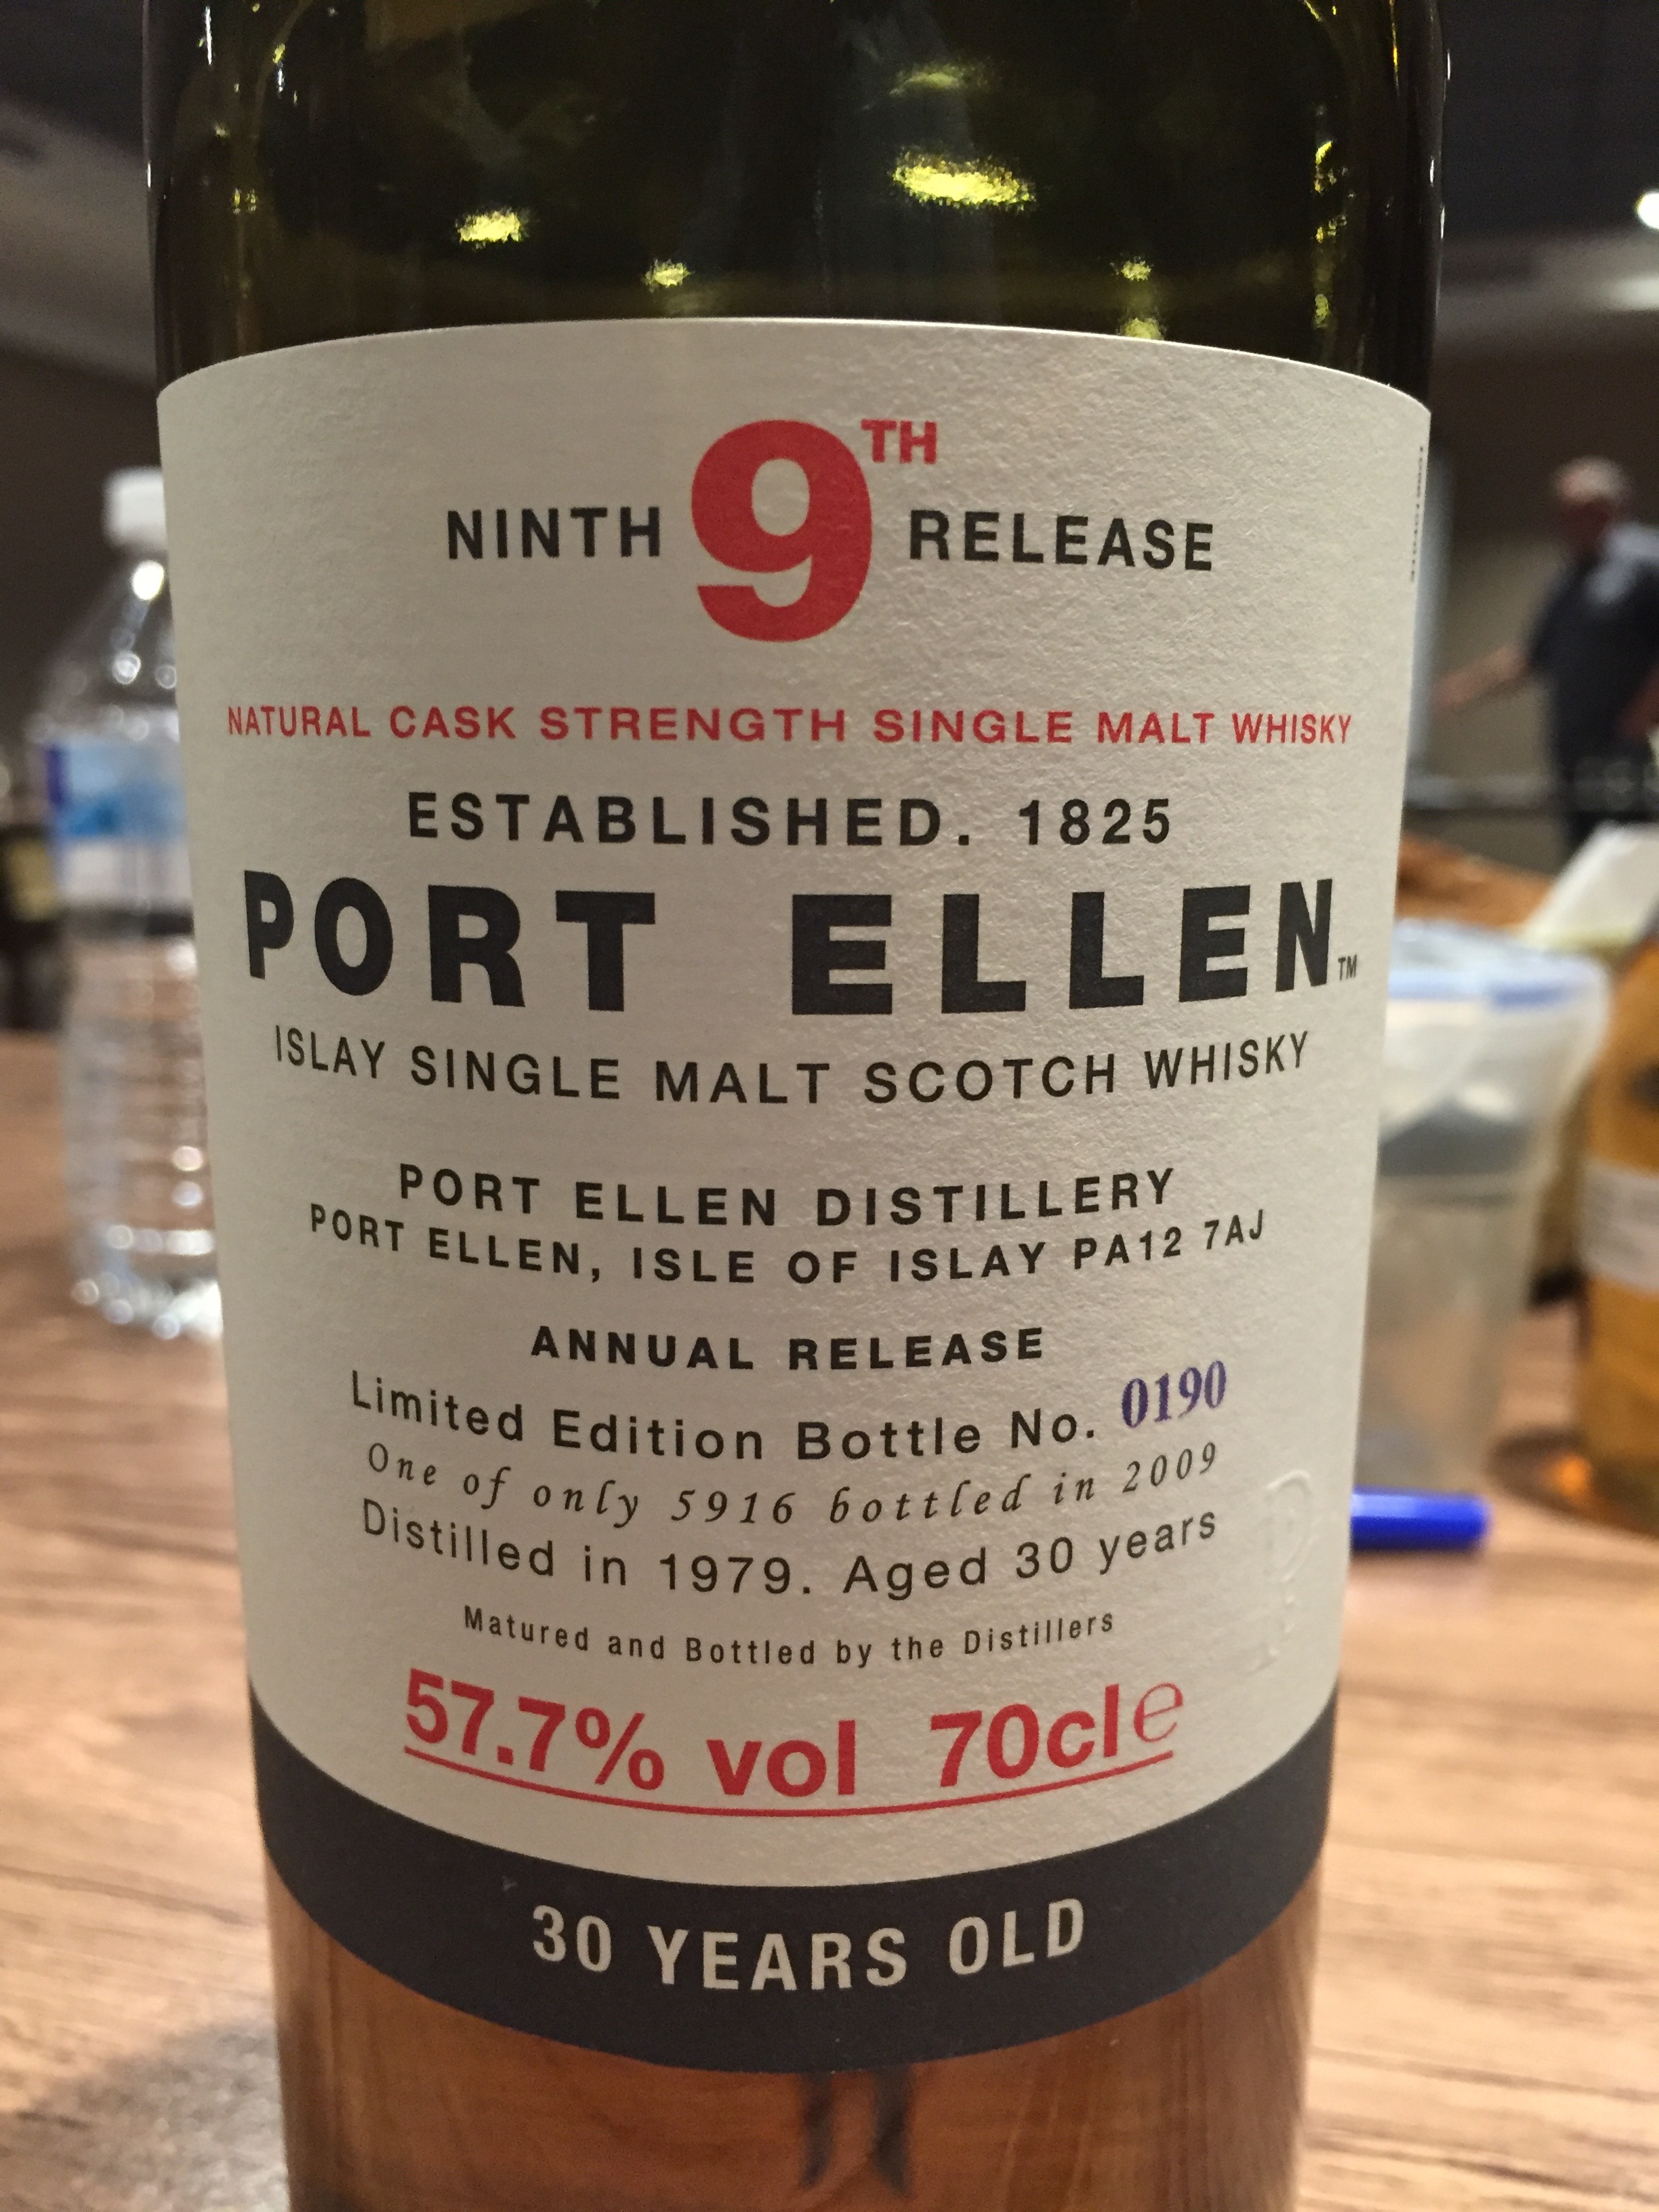 NINTH 9TH RELEASE
NATURAL CASK STRENGTH SINGLE MALT WHISKY
ESTABLISHED. 1825
PORT ELLEN™
ISLAY SINGLE MALT SCOTCH WHISKY
PORT ELLEN DISTILLERY
PORT ELLEN, ISLE OF ISLAY PA12 7AJ
ANNUAL RELEASE
Limited Edition Bottle No. 0190
One of only 5916 bottled in 2009
Distilled in 1979. Aged 30 years
Matured and Bottled by the Distillers
57.7% vol 70cl e
30 YEARS OLD